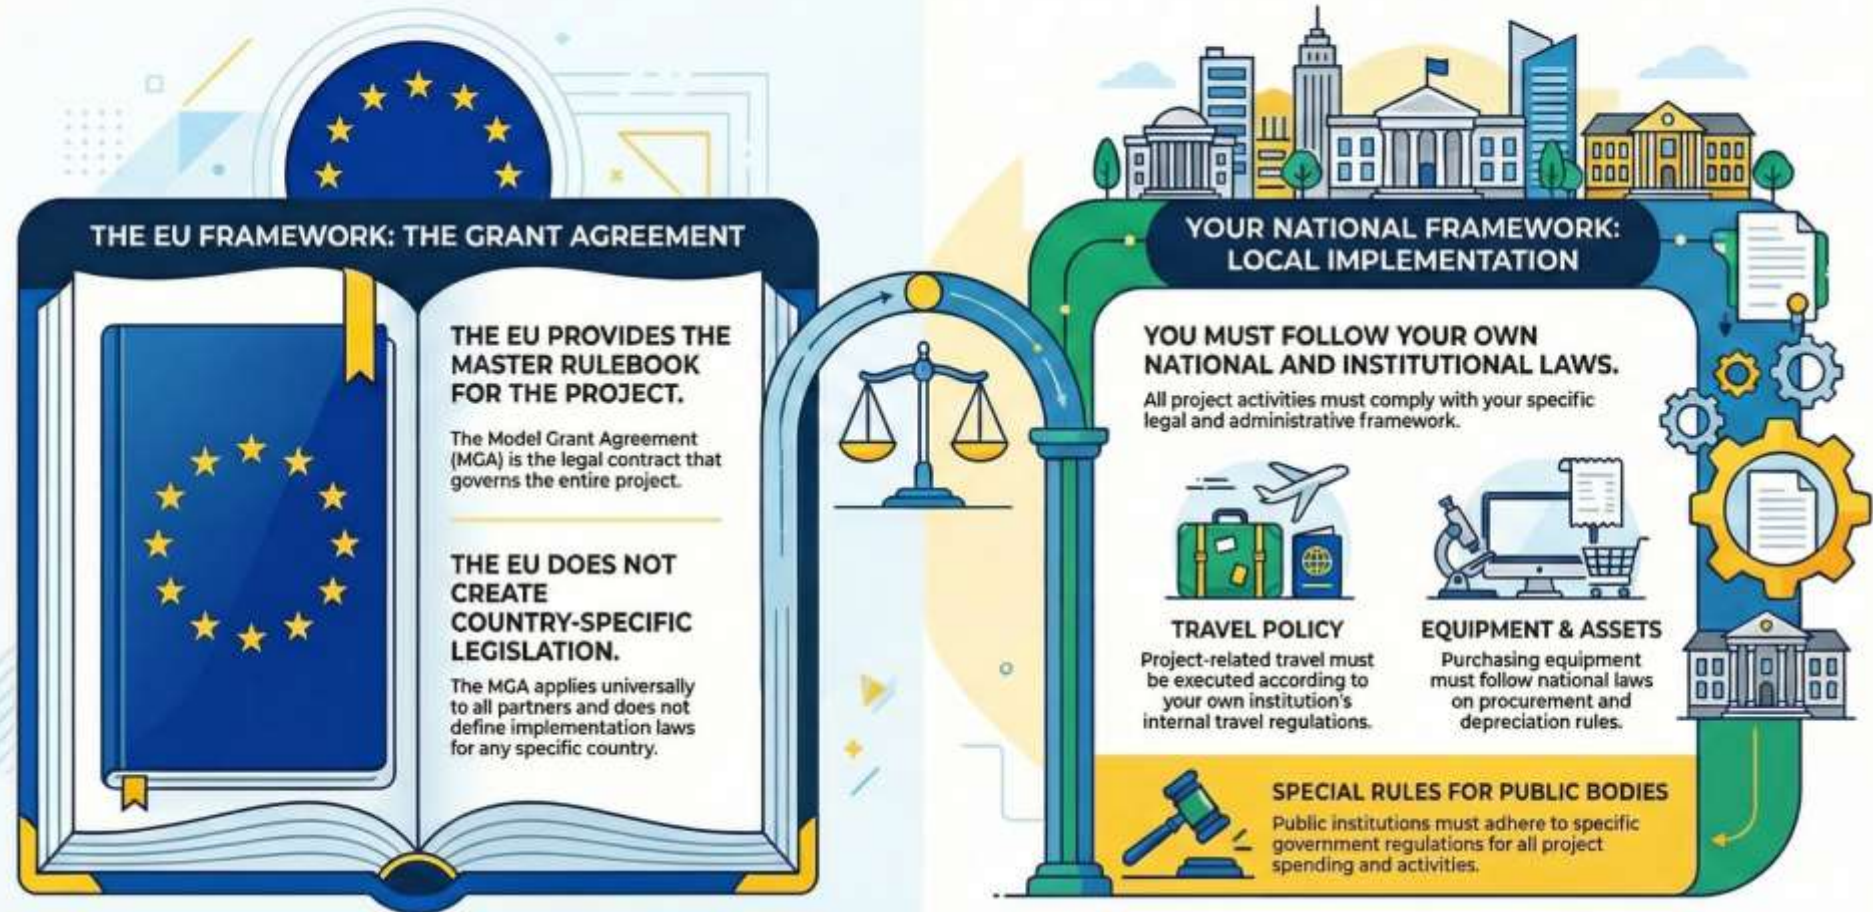 THE EU FRAMEWORK: THE GRANT AGREEMENT
THE EU PROVIDES THE
MASTER RULEBOOK
FOR THE PROJECT.
The Model Grant Agreement
(MGA) is the legal contract that
governs the entire project.
THE EU DOES NOT
CREATE
COUNTRY-SPECIFIC
LEGISLATION.
The MGA applies universally
to all partners and does not
define implementation laws
for any specific country.
YOUR NATIONAL FRAMEWORK:
LOCAL IMPLEMENTATION
YOU MUST FOLLOW YOUR OWN
NATIONAL AND INSTITUTIONAL LAWS.
All project activities must comply with your specific
legal and administrative framework.
TRAVEL POLICY
Project-related travel must
be executed according to
your own institution's
internal travel regulations.
EQUIPMENT & ASSETS
Purchasing equipment
must follow national laws
on procurement and
depreciation rules.
SPECIAL RULES FOR PUBLIC BODIES
Public institutions must adhere to specific
government regulations for all project
spending and activities.